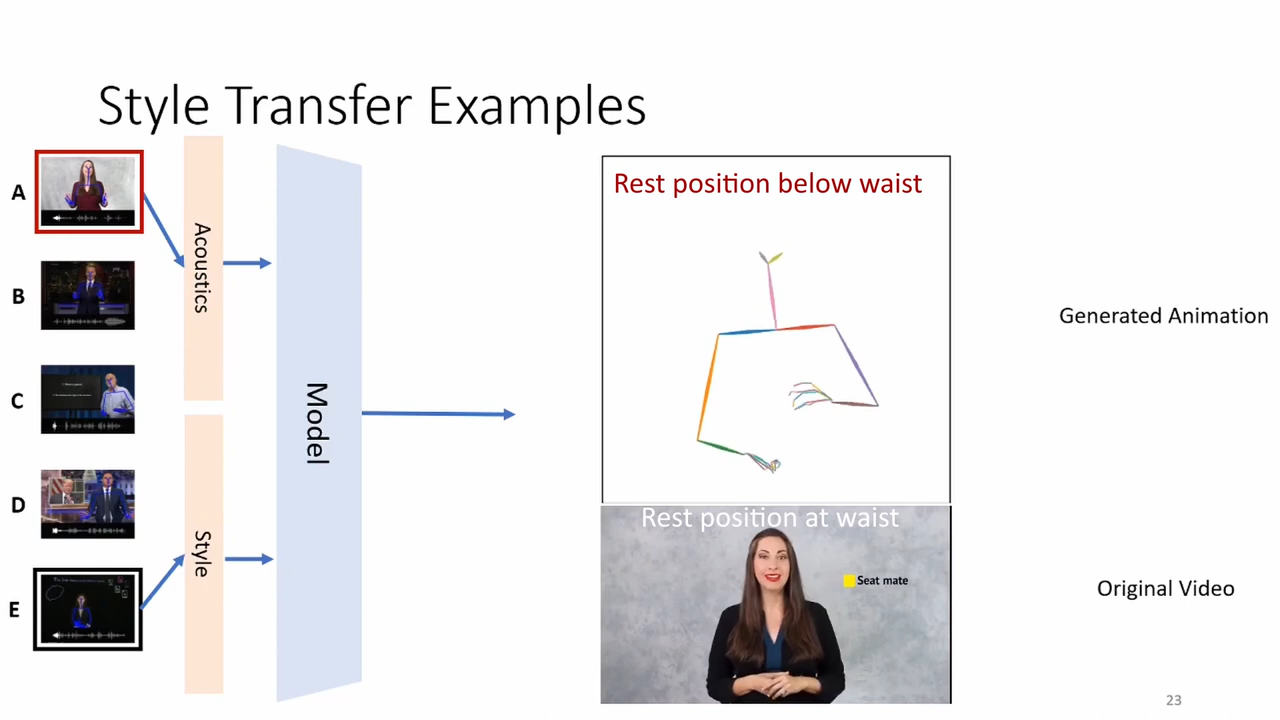 Style Transfer Examples
A
B
C
D
E
Acoustics
Style
Model
Rest position below waist
Generated Animation
Rest position at waist
Seat mate
Original Video
23